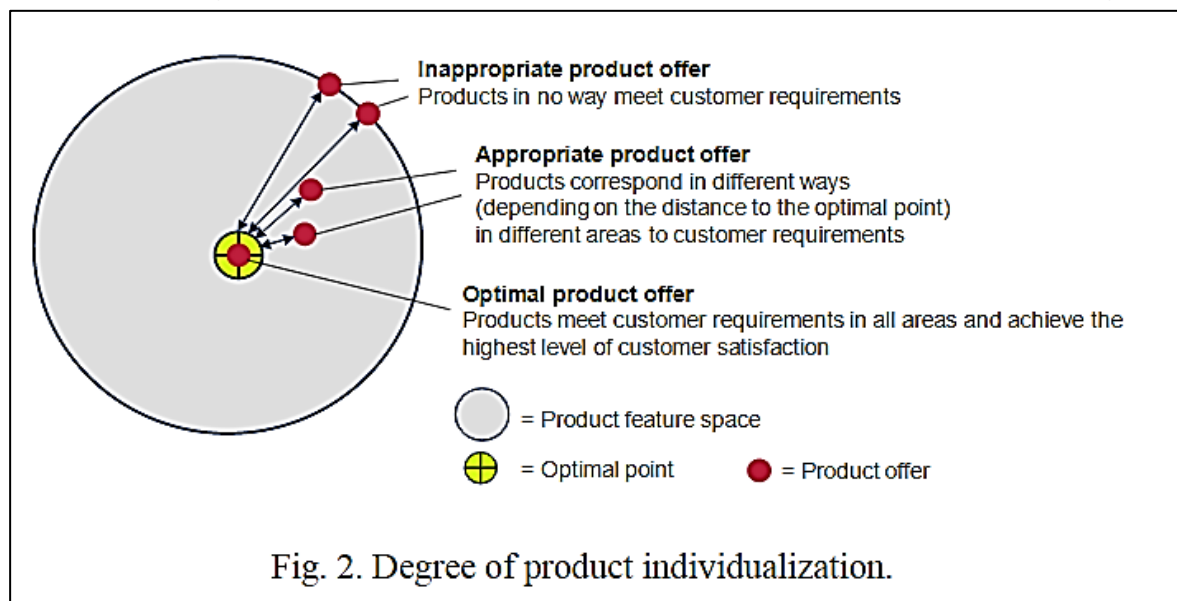 Inappropriate product offer
Products in no way meet customer requirements
Appropriate product offer
Products correspond in different ways
(depending on the distance to the optimal point)
in different areas to customer requirements
Optimal product offer
Products meet customer requirements in all areas and achieve the
highest level of customer satisfaction
= Product feature space
= Optimal point
= Product offer
Fig. 2. Degree of product individualization.